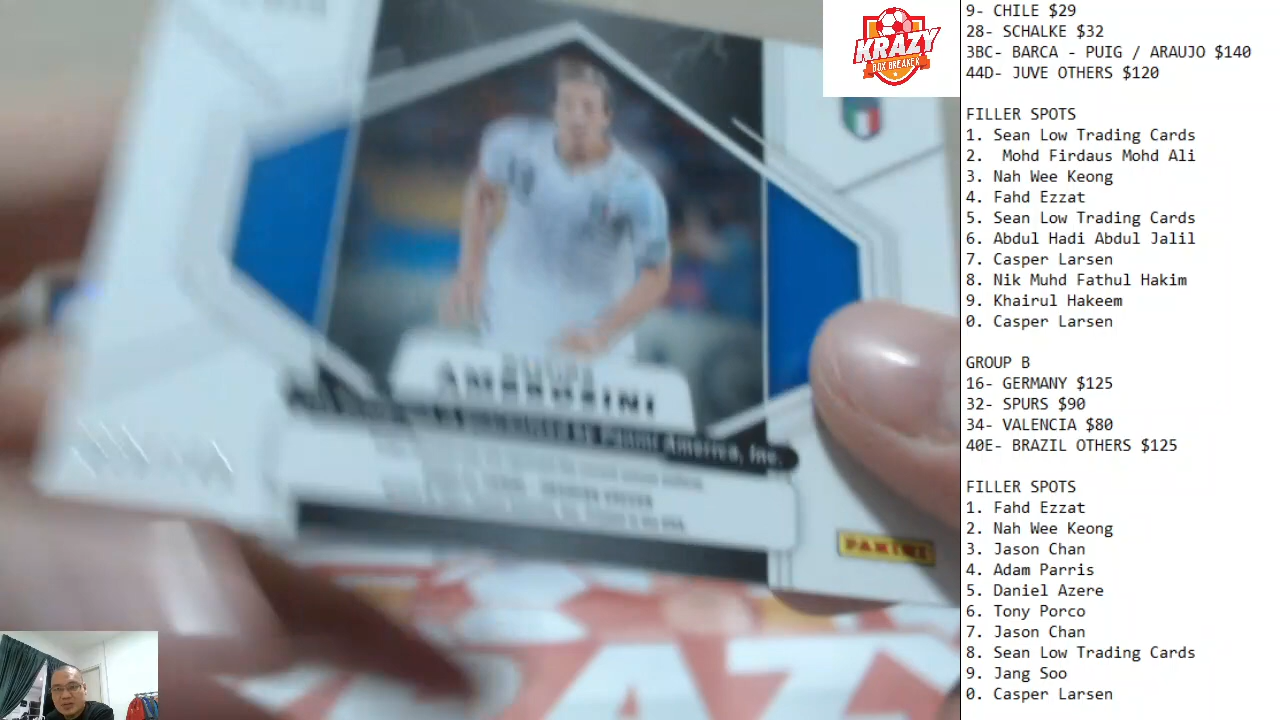 KRAZY
BOX BREAKER
AMBROSINI
by Panini America, Inc.
PANINI
9- CHILE $29
28- SCHALKE $32
3BC- BARCA - PUIG / ARAUJO $140
44D- JUVE OTHERS $120
FILLER SPOTS
1. Sean Low Trading Cards
2. Mohd Firdaus Mohd Ali
3. Nah Wee Keong
4. Fahd Ezzat
5. Sean Low Trading Cards
6. Abdul Hadi Abdul Jalil
7. Casper Larsen
8. Nik Muhd Fathul Hakim
9. Khairul Hakeem
0. Casper Larsen
GROUP B
16- GERMANY $125
32- SPURS $90
34- VALENCIA $80
40E- BRAZIL OTHERS $125
FILLER SPOTS
1. Fahd Ezzat
2. Nah Wee Keong
3. Jason Chan
4. Adam Parris
5. Daniel Azere
6. Tony Porco
7. Jason Chan
8. Sean Low Trading Cards
9. Jang Soo
0. Casper Larsen